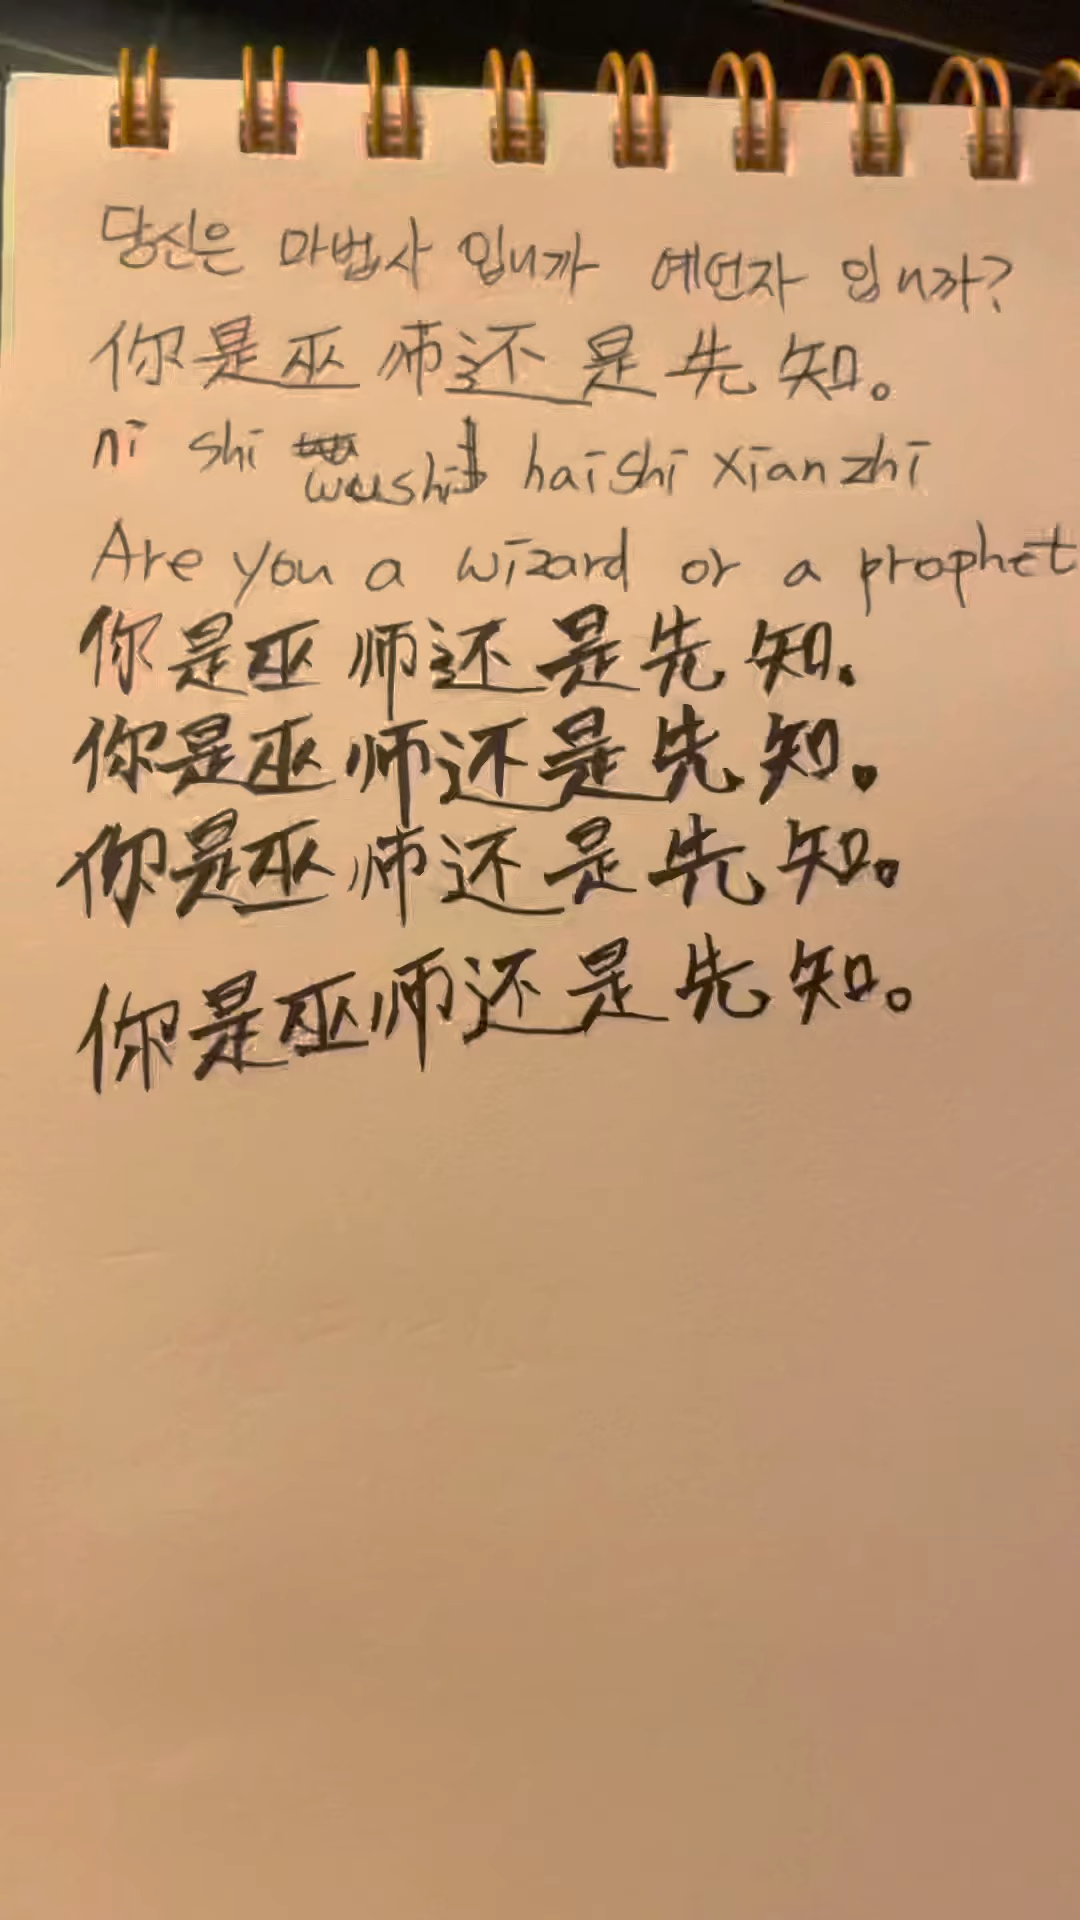 당신은 마법사 입니까 예언자 입니까?
你是巫师还是先知。
ni shi wushi haishi xianzhi
Are you a wizard or a prophet
你是巫师还是先知.
你是巫师还是先知.
你是巫师还是先知。
你是巫师还是先知。